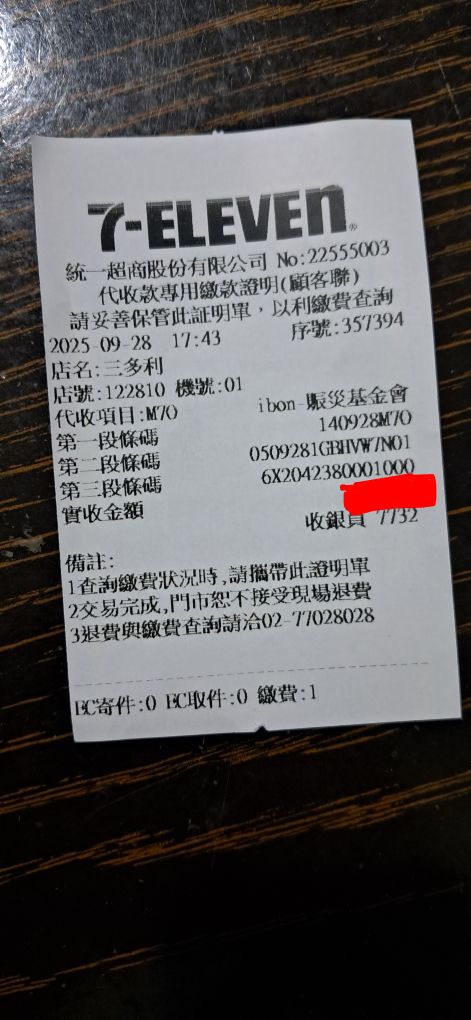 7-ELEVEN®
統一超商股份有限公司 No:22555003
代收款專用繳款證明(顧客聯)
請妥善保管此証明單,以利繳費查詢
2025-09-28 17:43 序號:357394
店名:三多利
店號:122810 機號:01
代收項目:M70 ibon-賑災基金會
第一段條碼 140928M70
第二段條碼 0509281GBHVW7N01
第三段條碼 6X2042380001000
實收金額
收銀員 7732
備註:
1查詢繳費狀況時,請攜帶此證明單
2交易完成,門市恕不接受現場退費
3退費與繳費查詢請洽02-77028028
EC寄件:0 EC取件:0 繳費:1